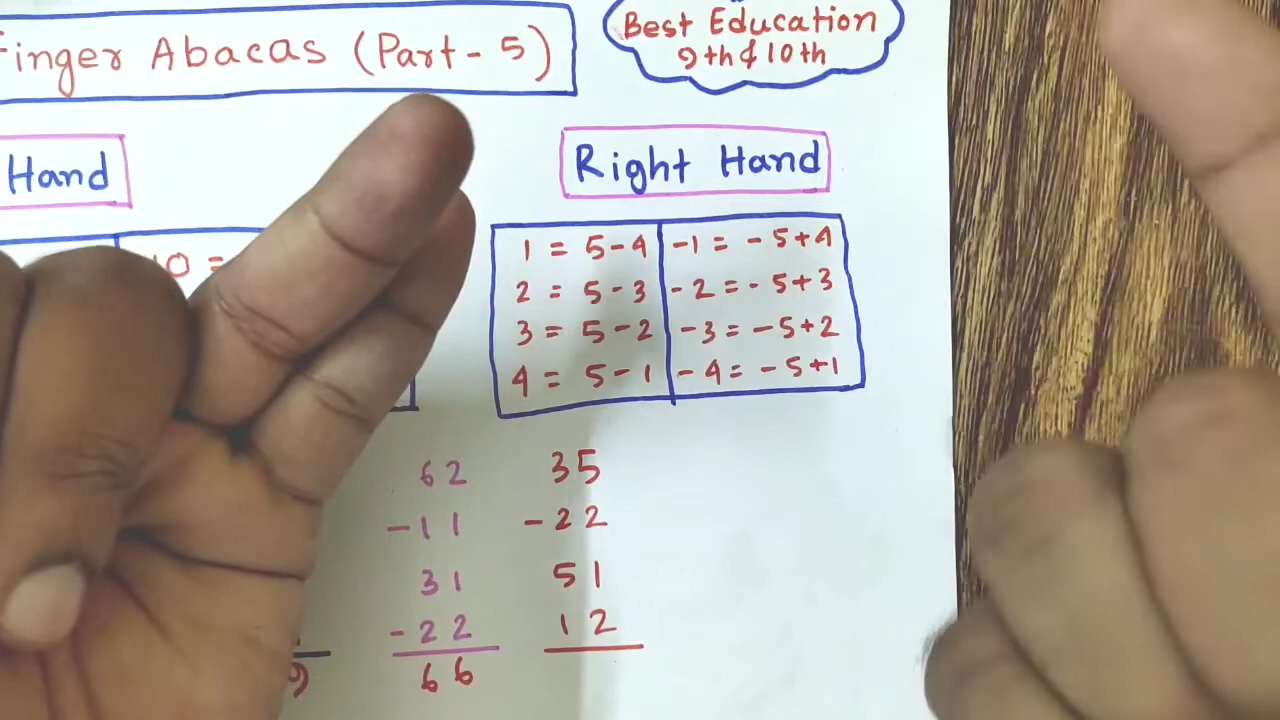 Finger Abacas (Part - 5)
Best Education
9th & 10th
Hand
Right Hand
10 =
1 = 5-4
-1 = - 5+4
2 = 5-3
-2 = - 5+3
3 = 5-2
-3 = -5+2
4 = 5-1
-4 = -5+1
62
-11
31
-22
66
35
-22
51
12
9